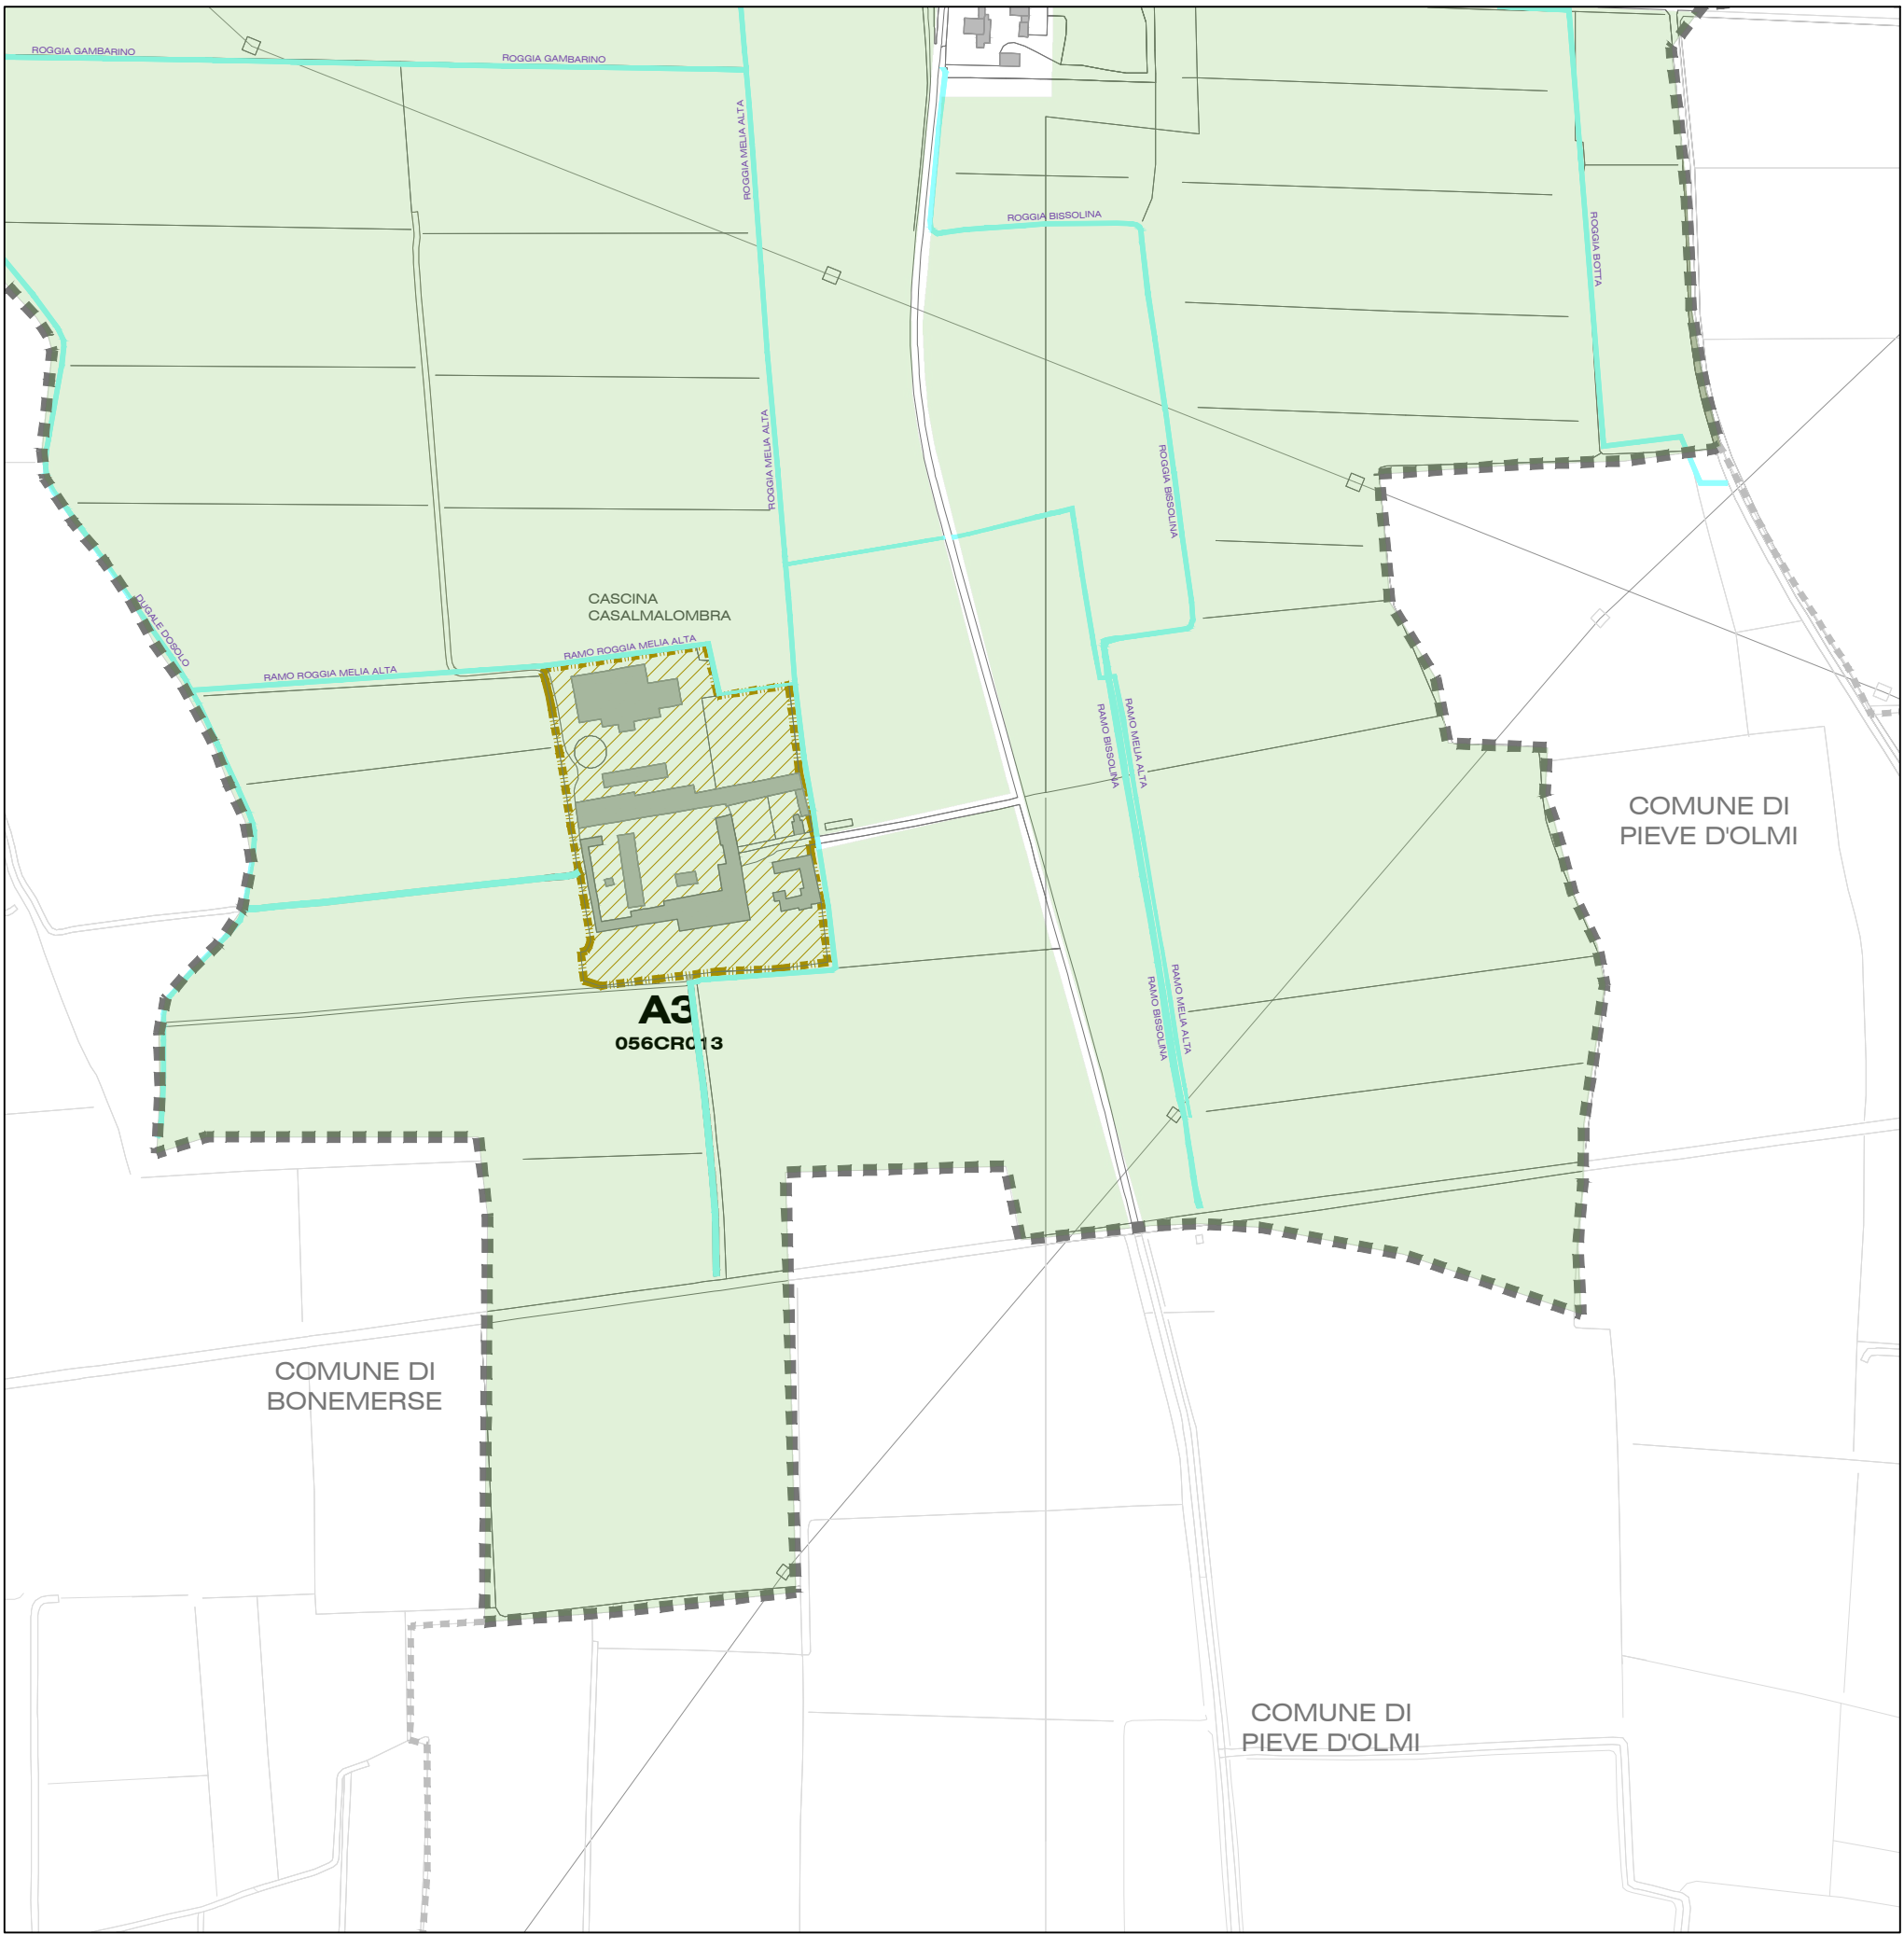 ROGGIA GAMBARINO
ROGGIA GAMBARINO
ROGGIA MELIA ALTA
ROGGIA BISSOLINA
ROGGIA BOTTA
ROGGIA MELIA ALTA
ROGGIA BISSOLINA
CASCINA
CASALMALOMBRA
DUGALE DOSOLO
RAMO ROGGIA MELIA ALTA
RAMO ROGGIA MELIA ALTA
RAMO BISSOLINA
RAMO MELIA ALTA
COMUNE DI
PIEVE D'OLMI
A3
056CR013
RAMO BISSOLINA
RAMO MELIA ALTA
COMUNE DI
BONEMERSE
COMUNE DI
PIEVE D'OLMI